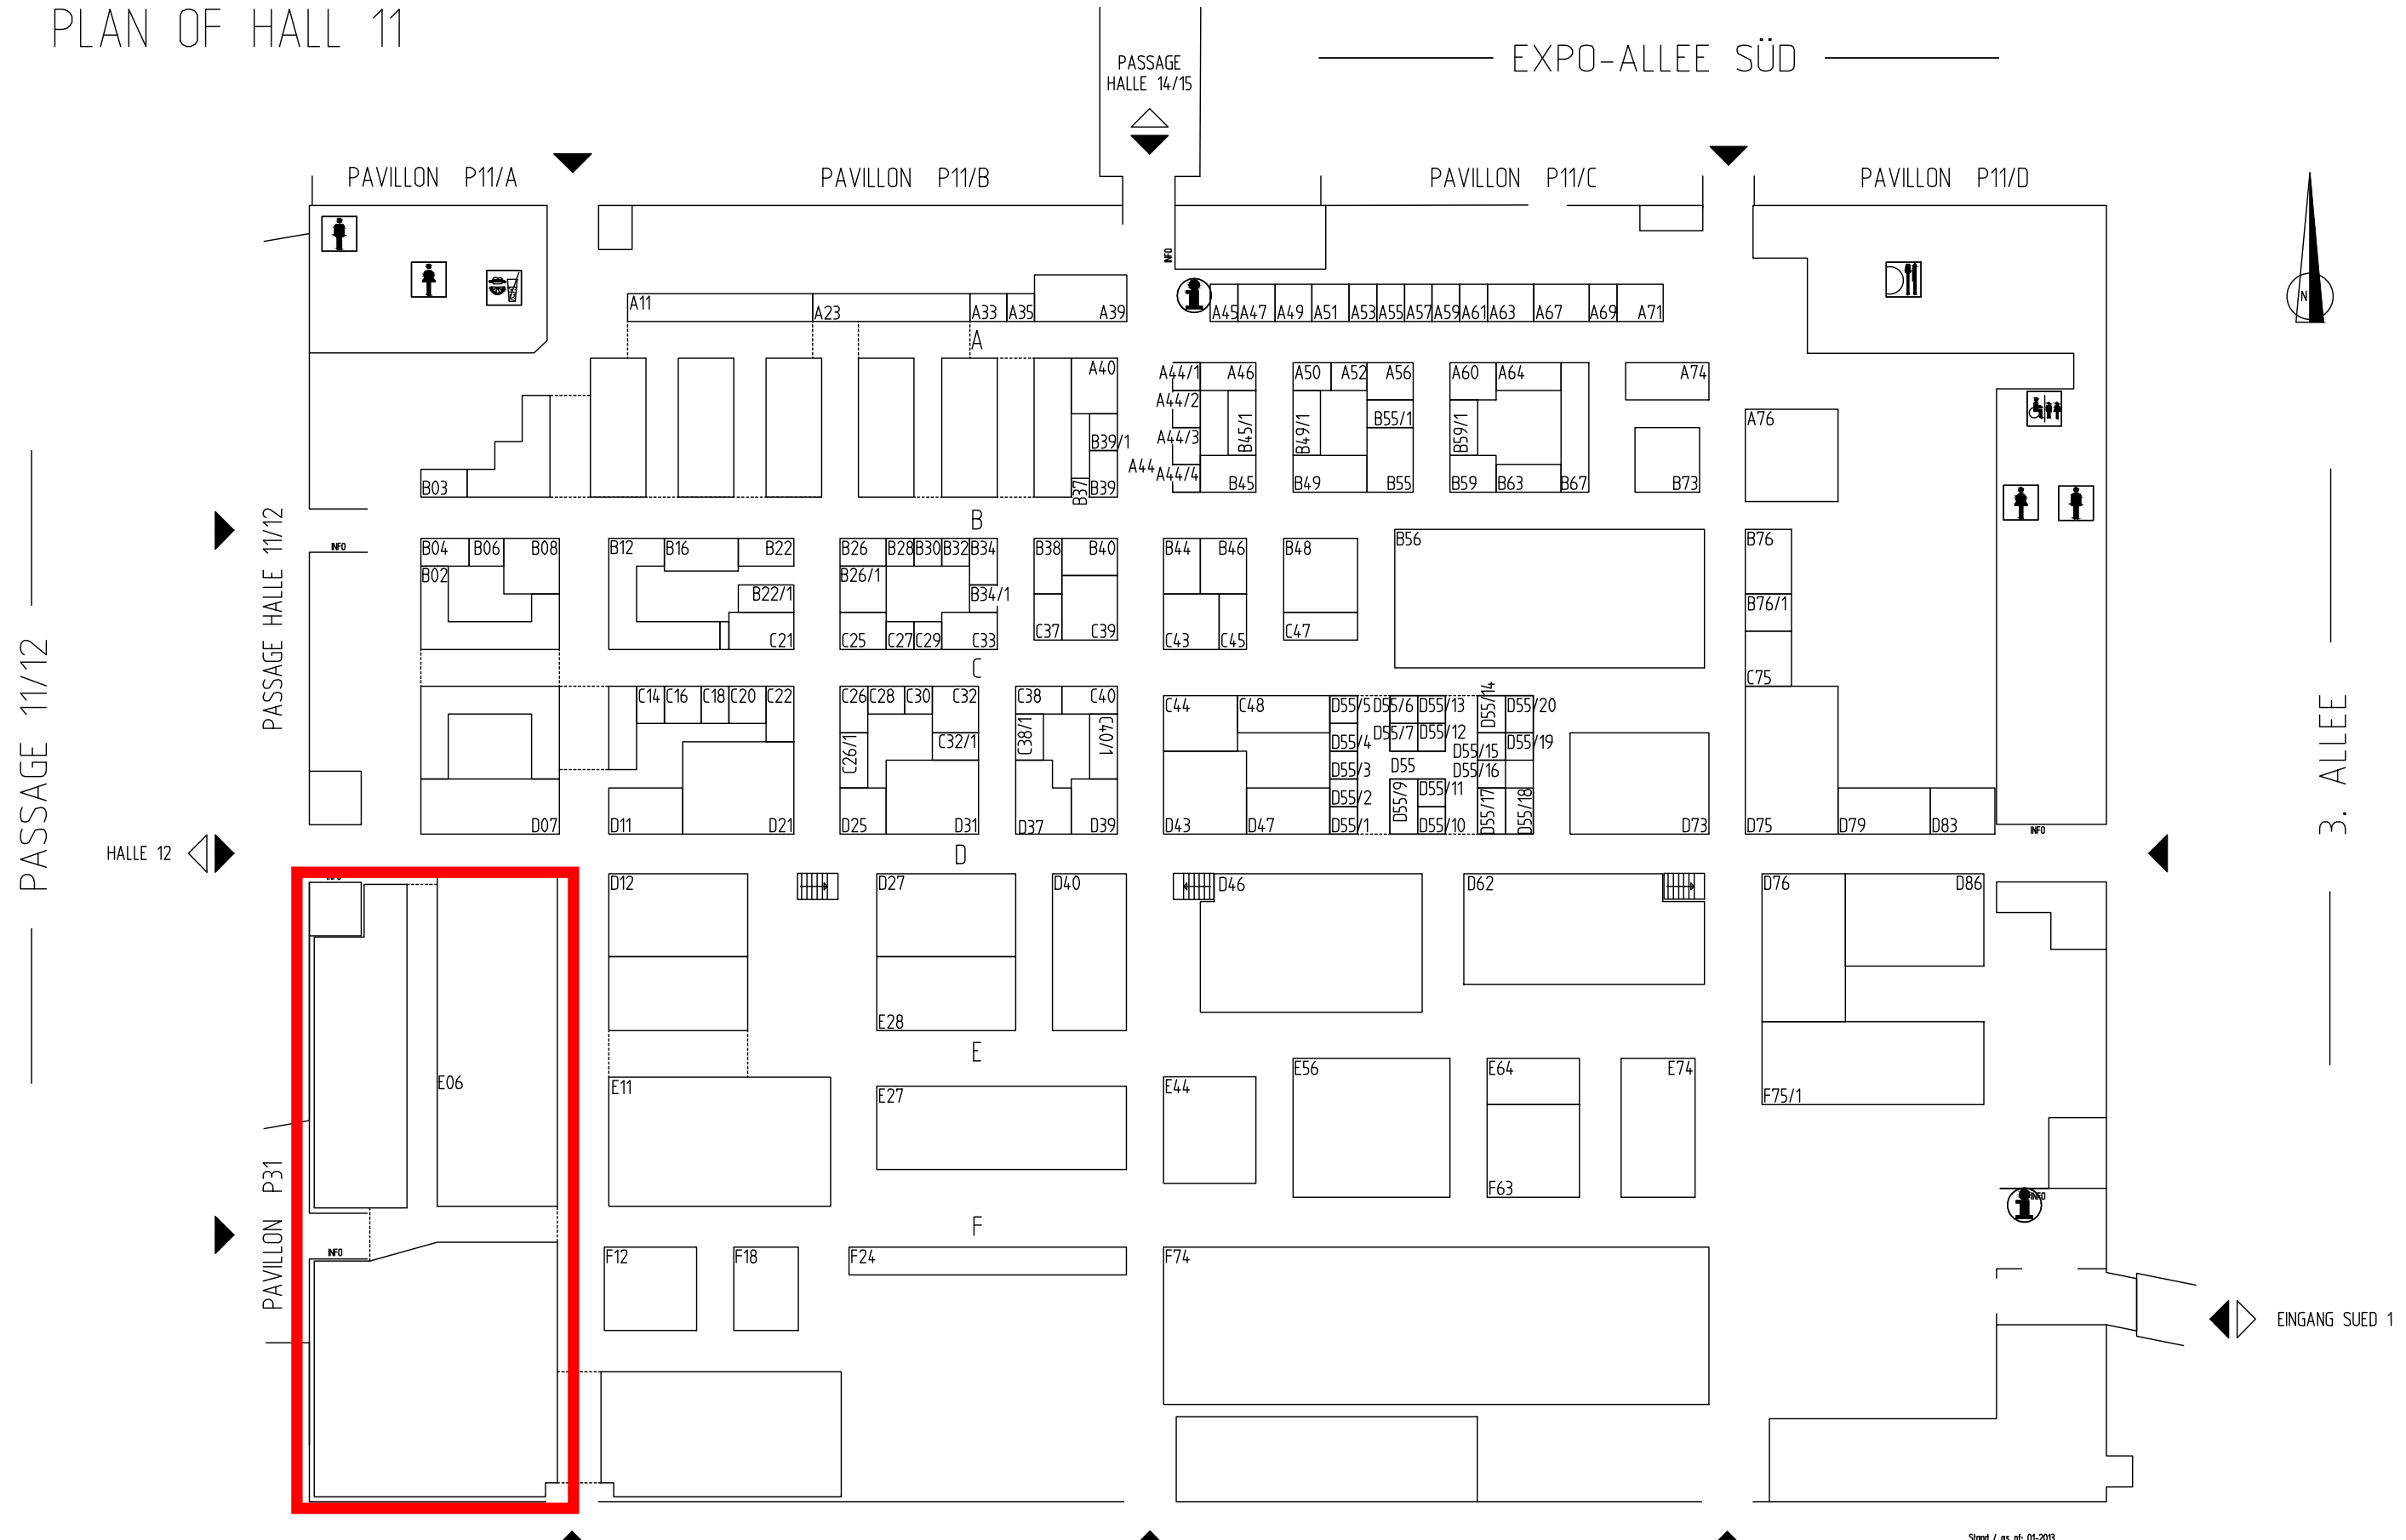 PLAN OF HALL 11
PASSAGE
HALLE 14/15
EXPO-ALLEE SÜD
PAVILLON P11/A
PAVILLON P11/B
PAVILLON P11/C
PAVILLON P11/D
INFO
N
A11
A23
A33
A35
A39
A45
A47
A49
A51
A53
A55
A57
A59
A61
A63
A67
A69
A71
A
A40
A44/1
A46
A50
A52
A56
A60
A64
A74
A44/2
B39/1
A44/3
B45/1
B49/1
B55/1
B59/1
A76
A44
A44/4
B03
B37
B39
B45
B49
B55
B59
B63
B67
B73
B
PASSAGE HALLE 11/12
INFO
B04
B06
B08
B12
B16
B22
B26
B28
B30
B32
B34
B38
B40
B44
B46
B48
B56
B76
B02
B26/1
B22/1
B34/1
B76/1
C21
C25
C27
C29
C33
C37
C39
C43
C45
C47
C
C75
PASSAGE 11/12
3. ALLEE
C14
C16
C18
C20
C22
C26
C28
C30
C32
C38
C40
C44
C48
D55/5
D55/6
D55/13
D55/14
D55/20
C26/1
C32/1
C38/1
C40/1
D55/4
D55/7
D55/12
D55/15
D55/19
D55/3
D55
D55/16
D55/2
D55/9
D55/11
D55/17
D55/18
D07
D11
D21
D25
D31
D37
D39
D43
D47
D55/1
D55/10
D73
D75
D79
D83
INFO
HALLE 12
D
D12
D27
D40
D46
D62
D76
D86
E28
E
E06
E11
E27
E44
E56
E64
E74
F75/1
F63
PAVILLON P31
INFO
INFO
F
F12
F18
F24
F74
EINGANG SUED 1
Stand / as of: 01-2013